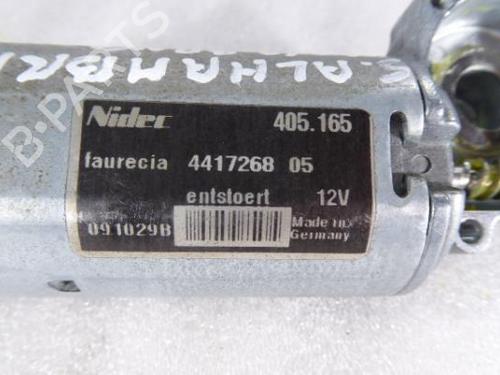 S.ALHAMBRA
B-PARTS
Nidec 405.165
faurecia 4417268 05
entstoert 12V
091029B Made in
Germany